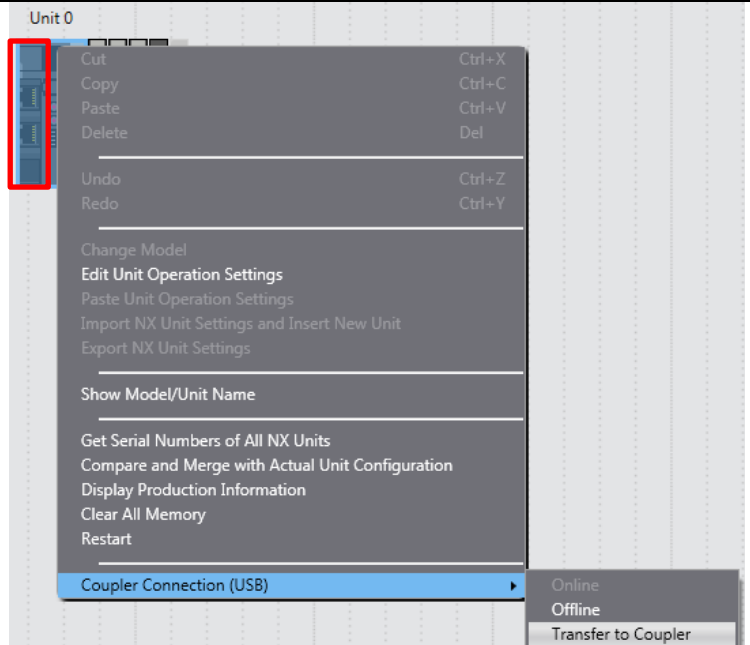 Unit 0
Cut Ctrl+X
Copy Ctrl+C
Paste Ctrl+V
Delete Del
Undo Ctrl+Z
Redo Ctrl+Y
Change Model
Edit Unit Operation Settings
Paste Unit Operation Settings
Import NX Unit Settings and Insert New Unit
Export NX Unit Settings
Show Model/Unit Name
Get Serial Numbers of All NX Units
Compare and Merge with Actual Unit Configuration
Display Production Information
Clear All Memory
Restart
Coupler Connection (USB)
Online
Offline
Transfer to Coupler